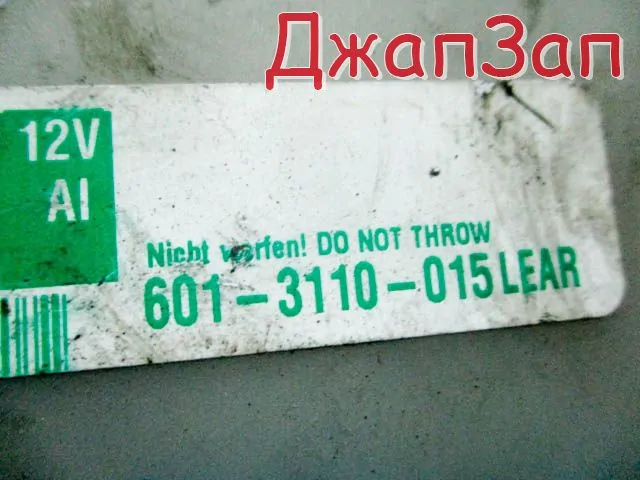 ДжапЗап
12V
AI
Nicht werfen! DO NOT THROW
601-3110-015 LEAR